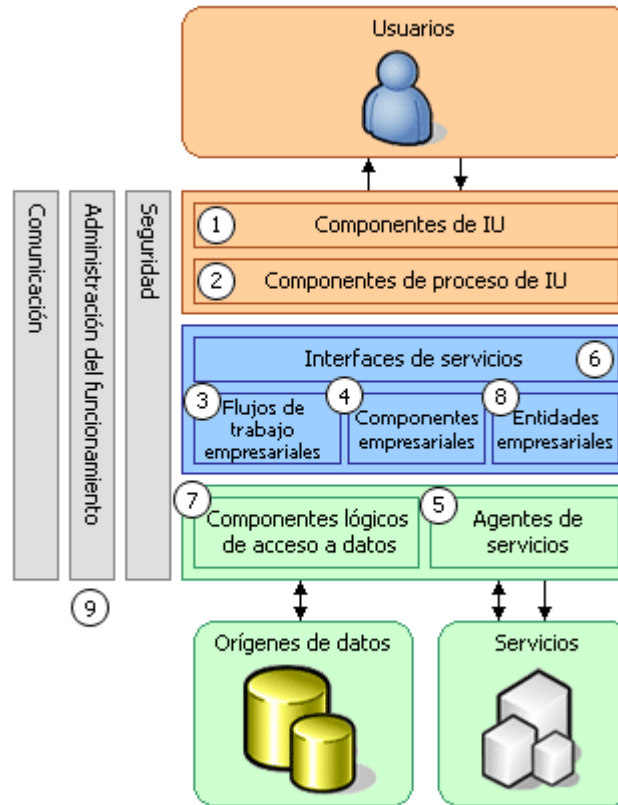 Usuarios
Comunicación
Administración del funcionamiento
Seguridad
1
Componentes de IU
2
Componentes de proceso de IU
Interfaces de servicios
6
3
Flujos de
trabajo
empresariales
4
Componentes
empresariales
8
Entidades
empresariales
7
Componentes lógicos
de acceso a datos
5
Agentes de
servicios
9
Orígenes de datos
Servicios